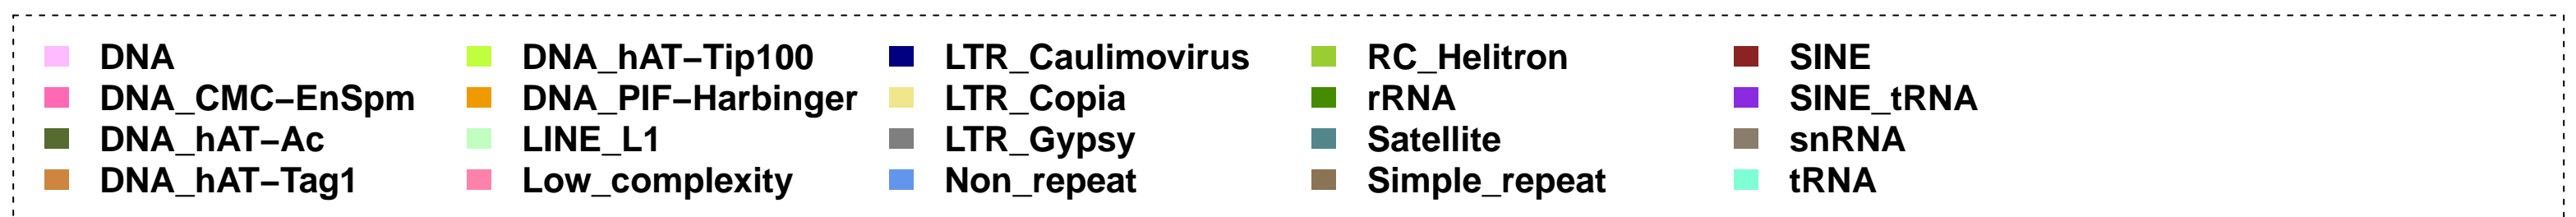 DNA DNA_hAT–Tip100 LTR_Caulimovirus RC_Helitron SINE
DNA_CMC–EnSpm DNA_PIF–Harbinger LTR_Copia rRNA SINE_tRNA
DNA_hAT–Ac LINE_L1 LTR_Gypsy Satellite snRNA
DNA_hAT–Tag1 Low_complexity Non_repeat Simple_repeat tRNA